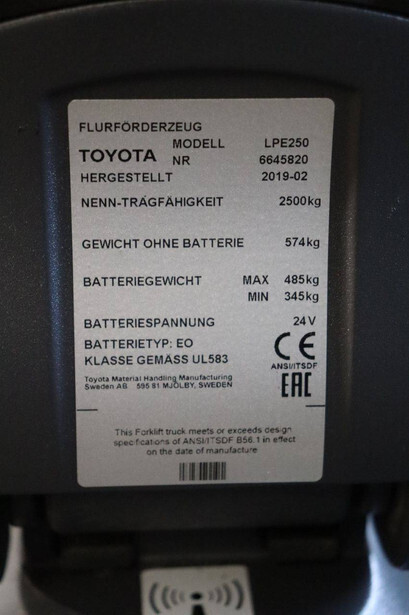 FLURFÖRDERZEUG
TOYOTA MODELL LPE250
NR 6645820
HERGESTELLT 2019-02
NENN-TRAGFÄHIGKEIT 2500kg
GEWICHT OHNE BATTERIE 574kg
BATTERIEGEWICHT MAX 485kg
MIN 345kg
BATTERIESPANNUNG 24V
BATTERIETYP: EO
KLASSE GEMÄSS UL583
CE
ANSI/ITSDF
EAC
Toyota Material Handling Manufacturing
Sweden AB 595 81 MJÖLBY, SWEDEN
This Forklift truck meets or exceeds design
specifications of ANSI/ITSDF B56.1 in effect
on the date of manufacture